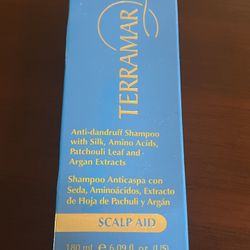 TERRAMAR
Anti-dandruff Shampoo
with Silk, Amino Acids,
Patchouli Leaf and
Argan Extracts
Shampoo Anticaspa con
Seda, Aminoácidos, Extracto
de Hoja de Pachuli y Argán
SCALP AID
180 mL ℮ 6.09 fl. oz. (US)